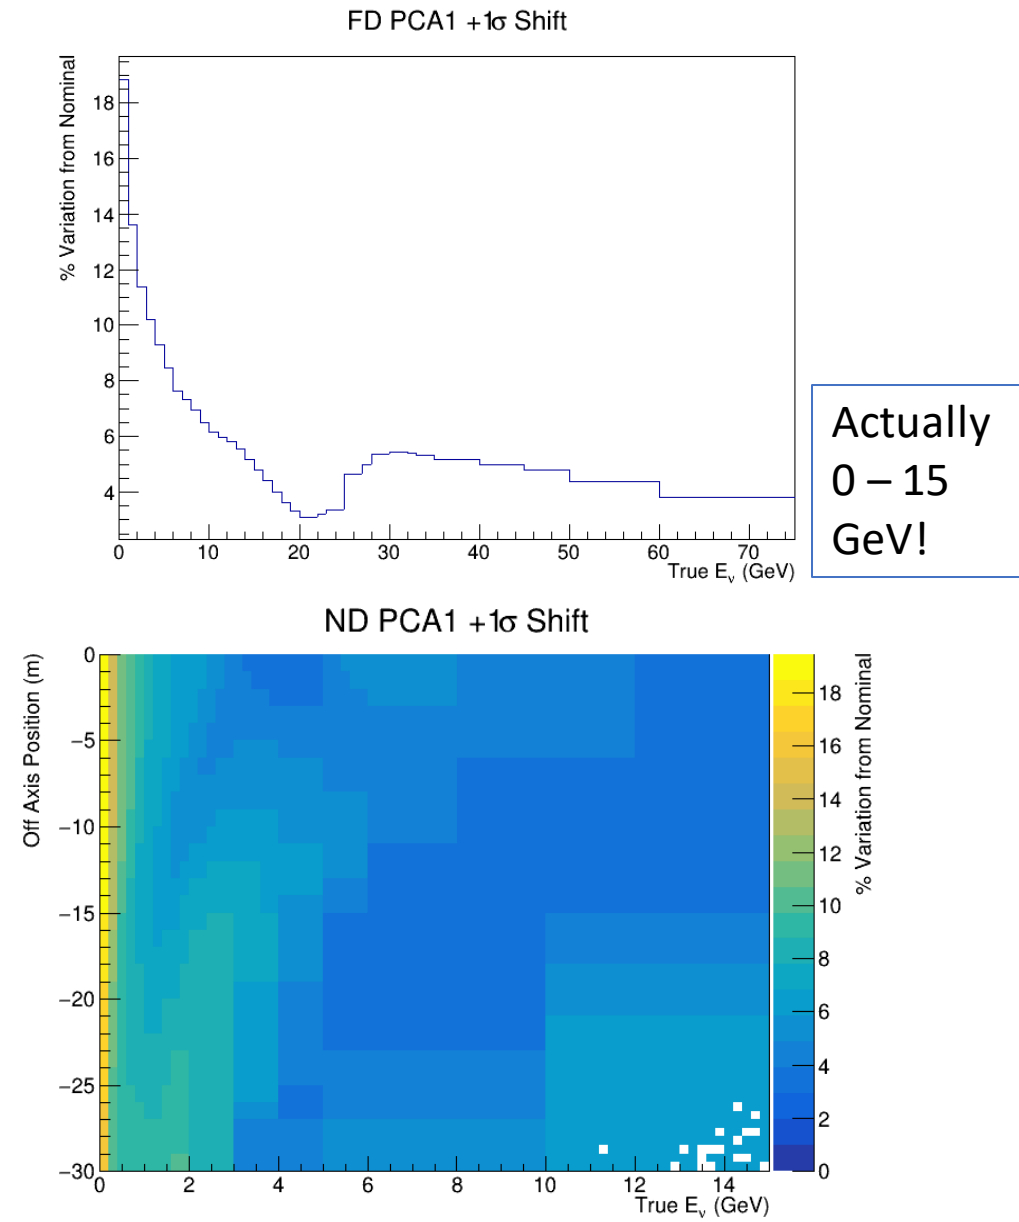 FD PCA1 +1σ Shift
% Variation from Nominal
18
16
14
12
10
8
6
4
0 10 20 30 40 50 60 70
True Eν (GeV)
Actually
0 – 15
GeV!
ND PCA1 +1σ Shift
Off Axis Position (m)
0
−5
−10
−15
−20
−25
−30
0 2 4 6 8 10 12 14
True Eν (GeV)
18
16
14
12
10
8
6
4
2
0
% Variation from Nominal